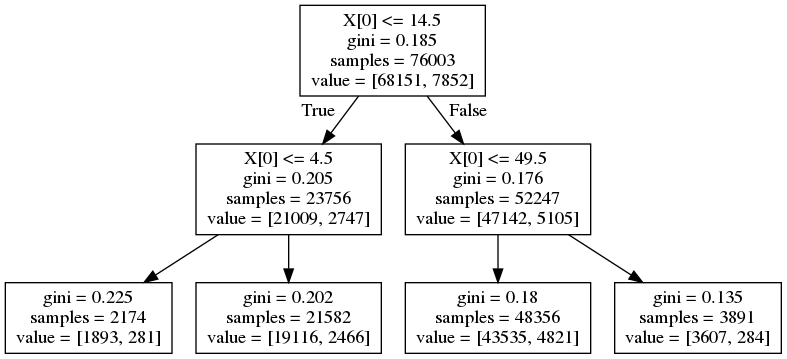 X[0] <= 14.5
gini = 0.185
samples = 76003
value = [68151, 7852]
True
False
X[0] <= 4.5
gini = 0.205
samples = 23756
value = [21009, 2747]
X[0] <= 49.5
gini = 0.176
samples = 52247
value = [47142, 5105]
gini = 0.225
samples = 2174
value = [1893, 281]
gini = 0.202
samples = 21582
value = [19116, 2466]
gini = 0.18
samples = 48356
value = [43535, 4821]
gini = 0.135
samples = 3891
value = [3607, 284]